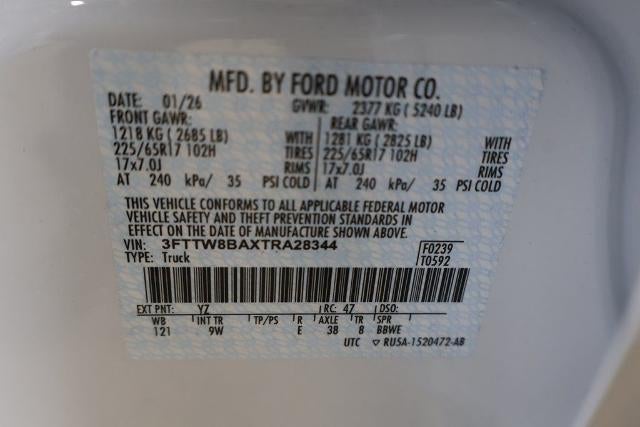 MFD. BY FORD MOTOR CO.
DATE: 01/26 GVWR: 2377 KG ( 5240 LB)
FRONT GAWR: REAR GAWR:
1218 KG ( 2685 LB) WITH 1281 KG ( 2825 LB) WITH
225/65R17 102H TIRES 225/65R17 102H TIRES
17x7.0J RIMS 17x7.0J RIMS
AT 240 kPa/ 35 PSI COLD AT 240 kPa/ 35 PSI COLD
THIS VEHICLE CONFORMS TO ALL APPLICABLE FEDERAL MOTOR
VEHICLE SAFETY AND THEFT PREVENTION STANDARDS IN
EFFECT ON THE DATE OF MANUFACTURE SHOWN ABOVE.
VIN: 3FTTW8BAXTRA28344 F0239
TYPE: Truck T0592
EXT PNT: YZ RC: 47 DSO:
WB INT TR TP/PS R AXLE TR SPR
121 9W E 38 8 BBWE
UTC ▽ RU5A-1520472-AB